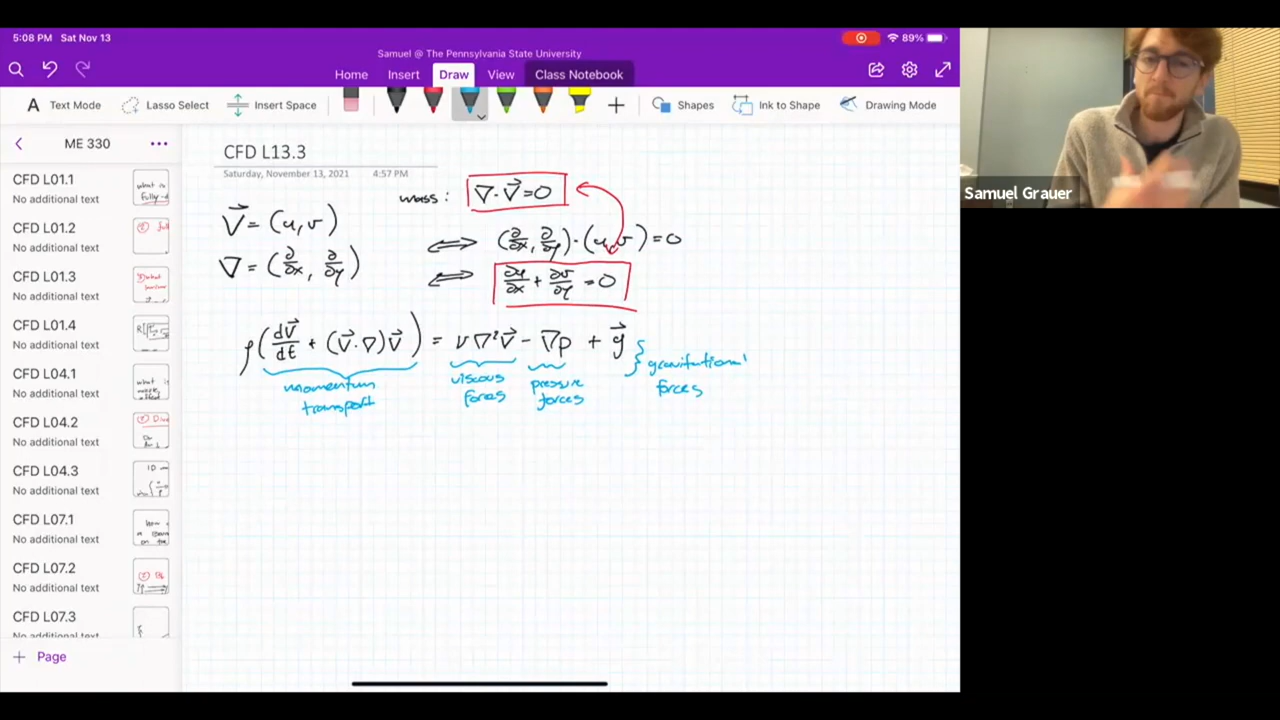 5:08 PM Sat Nov 13
89%
Samuel @ The Pennsylvania State University
Home Insert Draw View Class Notebook
A Text Mode Lasso Select Insert Space Shapes Ink to Shape Drawing Mode
ME 330
CFD L01.1
No additional text
CFD L01.2
No additional text
CFD L01.3
No additional text
CFD L01.4
No additional text
CFD L04.1
No additional text
CFD L04.2
No additional text
CFD L04.3
No additional text
CFD L07.1
No additional text
CFD L07.2
No additional text
CFD L07.3
No additional text
+ Page
CFD L13.3
Saturday, November 13, 2021 4:57 PM
mass: ∇·V⃗=0
V⃗ = (u, v)
⟺ (∂/∂x, ∂/∂y)·(u, v) = 0
∇ = (∂/∂x, ∂/∂y)
⟺ ∂u/∂x + ∂v/∂y = 0
ρ(dV⃗/dt + (V⃗·∇)V⃗) = ν∇²V⃗ − ∇p + g⃗
momentum transport
viscous forces
pressure forces
gravitational forces
Samuel Grauer